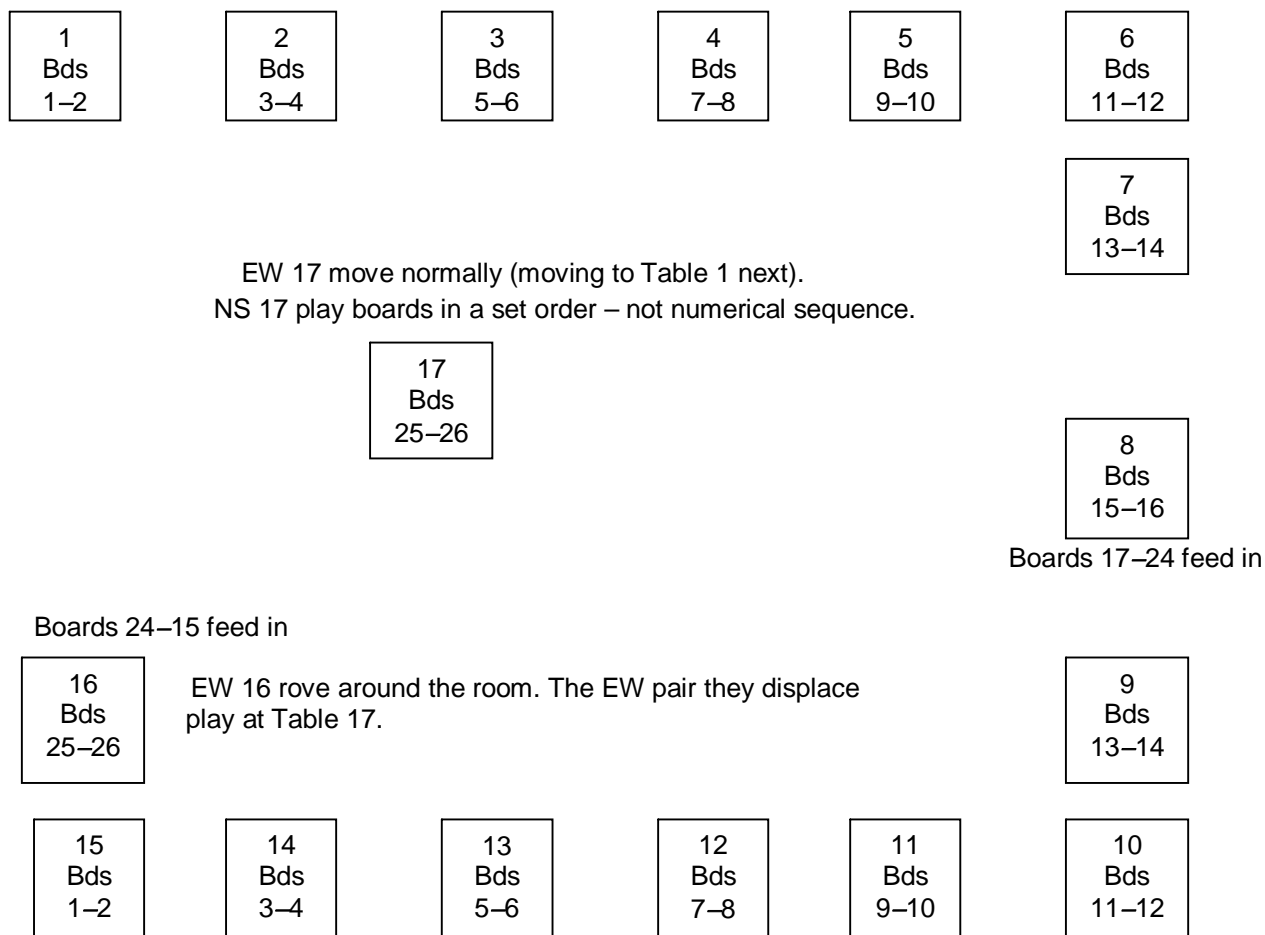 1
Bds
1–2
2
Bds
3–4
3
Bds
5–6
4
Bds
7–8
5
Bds
9–10
6
Bds
11–12
7
Bds
13–14
EW 17 move normally (moving to Table 1 next).
NS 17 play boards in a set order – not numerical sequence.
17
Bds
25–26
8
Bds
15–16
Boards 17–24 feed in
Boards 24–15 feed in
16
Bds
25–26
EW 16 rove around the room. The EW pair they displace
play at Table 17.
9
Bds
13–14
15
Bds
1–2
14
Bds
3–4
13
Bds
5–6
12
Bds
7–8
11
Bds
9–10
10
Bds
11–12